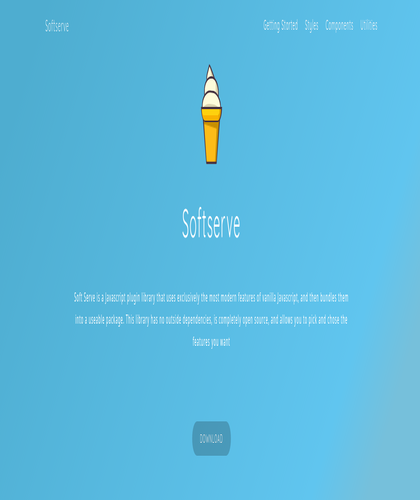 Softserve
Getting Started Styles Components Utilities
Softserve
Soft Serve is a Javascript plugin library that uses exclusively the most modern features of vanilla Javascript, and then bundles them
into a useable package. This library has no outside dependencies, is completely open source, and allows you to pick and chose the
features you want
DOWNLOAD